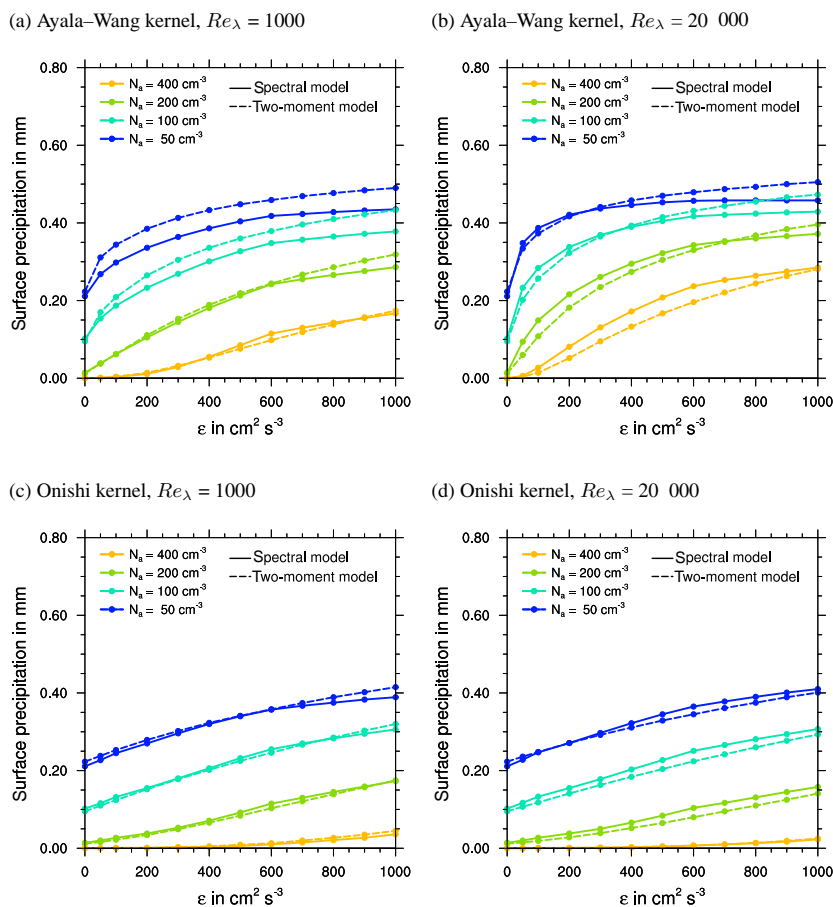 (a) Ayala–Wang kernel, Reλ = 1000
0.80
0.60
0.40
0.20
0.00
Surface precipitation in mm
Nₐ = 400 cm⁻³
Nₐ = 200 cm⁻³
Nₐ = 100 cm⁻³
Nₐ = 50 cm⁻³
Spectral model
Two-moment model
0 200 400 600 800 1000
ε in cm² s⁻³
(b) Ayala–Wang kernel, Reλ = 20 000
0.80
0.60
0.40
0.20
0.00
Surface precipitation in mm
Nₐ = 400 cm⁻³
Nₐ = 200 cm⁻³
Nₐ = 100 cm⁻³
Nₐ = 50 cm⁻³
Spectral model
Two-moment model
0 200 400 600 800 1000
ε in cm² s⁻³
(c) Onishi kernel, Reλ = 1000
0.80
0.60
0.40
0.20
0.00
Surface precipitation in mm
Nₐ = 400 cm⁻³
Nₐ = 200 cm⁻³
Nₐ = 100 cm⁻³
Nₐ = 50 cm⁻³
Spectral model
Two-moment model
0 200 400 600 800 1000
ε in cm² s⁻³
(d) Onishi kernel, Reλ = 20 000
0.80
0.60
0.40
0.20
0.00
Surface precipitation in mm
Nₐ = 400 cm⁻³
Nₐ = 200 cm⁻³
Nₐ = 100 cm⁻³
Nₐ = 50 cm⁻³
Spectral model
Two-moment model
0 200 400 600 800 1000
ε in cm² s⁻³